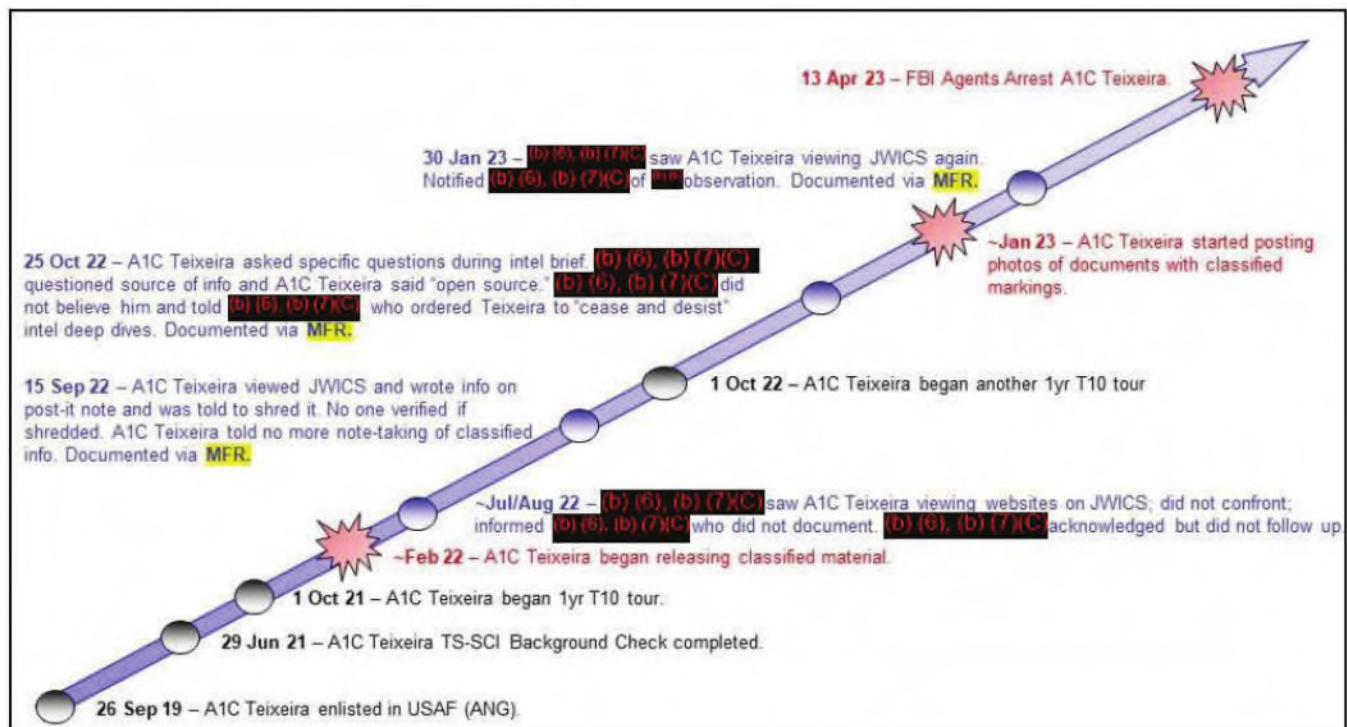 13 Apr 23 – FBI Agents Arrest A1C Teixeira.
30 Jan 23 – (b) (6), (b) (7)(C) saw A1C Teixeira viewing JWICS again.
Notified (b) (6), (b) (7)(C) of observation. Documented via MFR.
~Jan 23 – A1C Teixeira started posting
photos of documents with classified
markings.
25 Oct 22 – A1C Teixeira asked specific questions during intel brief. (b) (6), (b) (7)(C)
questioned source of info and A1C Teixeira said "open source." (b) (6), (b) (7)(C) did
not believe him and told (b) (6), (b) (7)(C) who ordered Teixeira to "cease and desist"
intel deep dives. Documented via MFR.
1 Oct 22 – A1C Teixeira began another 1yr T10 tour
15 Sep 22 – A1C Teixeira viewed JWICS and wrote info on
post-it note and was told to shred it. No one verified if
shredded. A1C Teixeira told no more note-taking of classified
info. Documented via MFR.
~Jul/Aug 22 – (b) (6), (b) (7)(C) saw A1C Teixeira viewing websites on JWICS; did not confront;
informed (b) (6), (b) (7)(C) who did not document. (b) (6), (b) (7)(C) acknowledged but did not follow up.
~Feb 22 – A1C Teixeira began releasing classified material.
1 Oct 21 – A1C Teixeira began 1yr T10 tour.
29 Jun 21 – A1C Teixeira TS-SCI Background Check completed.
26 Sep 19 – A1C Teixeira enlisted in USAF (ANG).